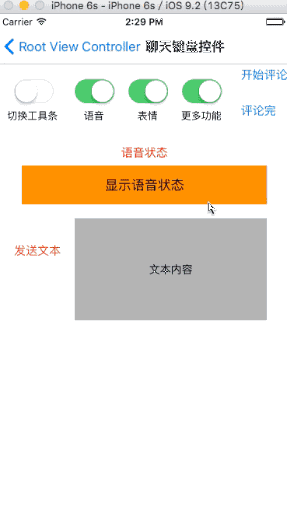 iPhone 6s - iPhone 6s / iOS 9.2 (13C75)
Carrier 2:29 PM
Root View Controller 聊天键盘控件
开始评论
切换工具条 语音 表情 更多功能
评论完
语音状态
显示语音状态
发送文本
文本内容